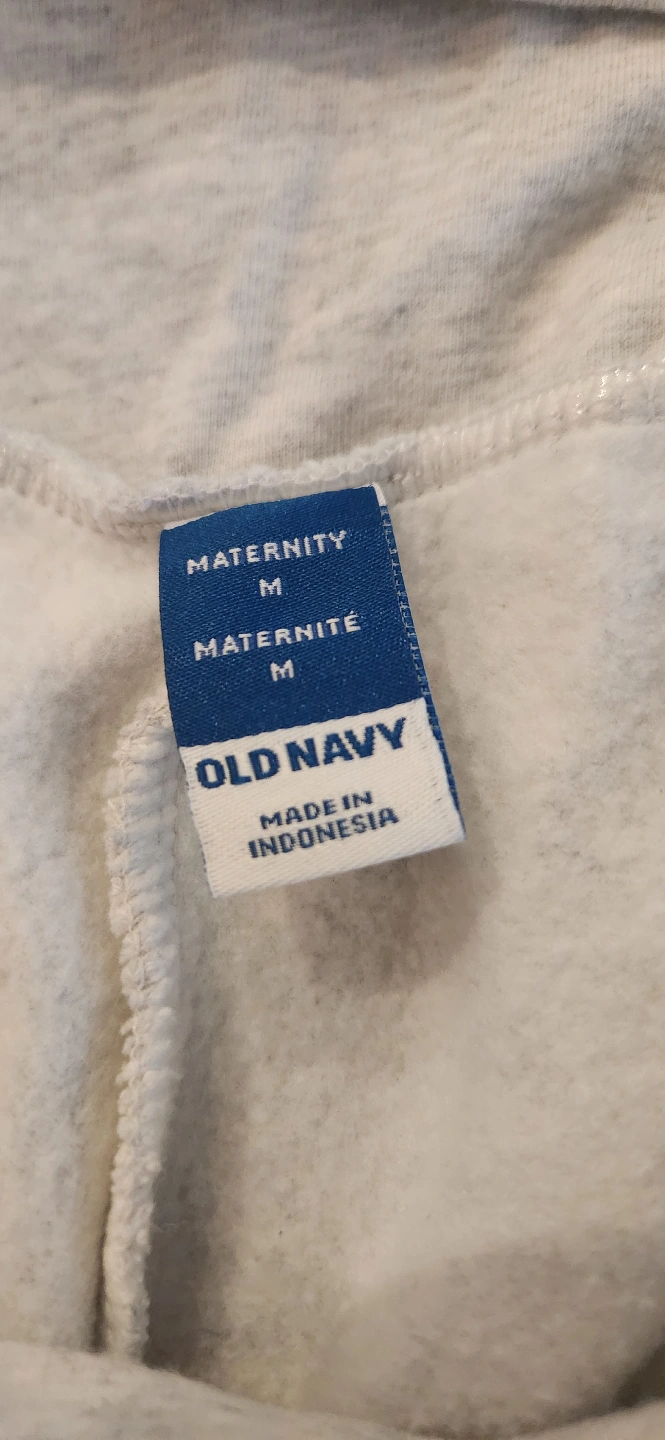 MATERNITY
M
MATERNITÉ
M
OLD NAVY
MADE IN
INDONESIA